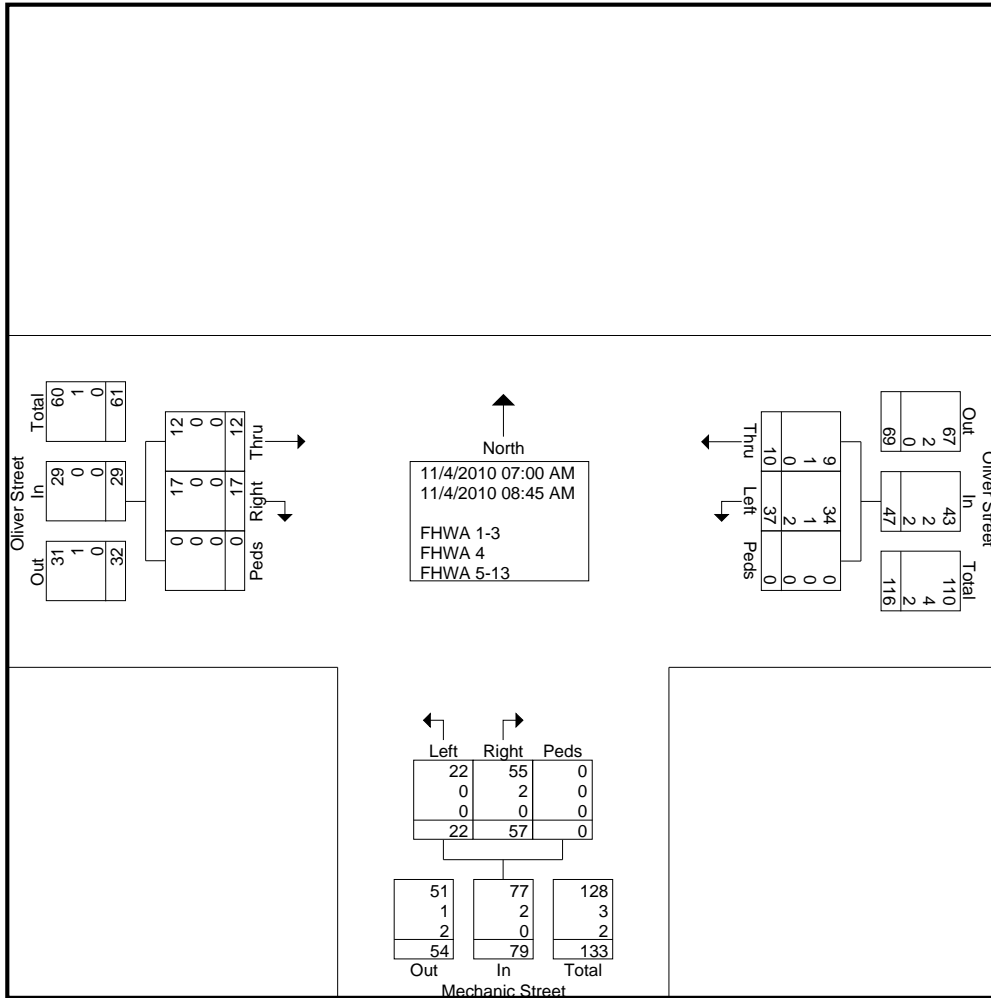 North
11/4/2010 07:00 AM
11/4/2010 08:45 AM
FHWA 1-3
FHWA 4
FHWA 5-13
Oliver Street
Total In Out
60 29 31
1 0 1
0 0 0
61 29 32
Thru Right Peds
12 17 0
0 0 0
0 0 0
12 17 0
Oliver Street
Out In Total
67 43 110
2 2 4
0 2 2
69 47 116
Thru Left Peds
9 34 0
1 1 0
0 2 0
10 37 0
Left Right Peds
22 55 0
0 2 0
0 0 0
22 57 0
51 77 128
1 2 3
2 0 2
54 79 133
Out In Total
Mechanic Street